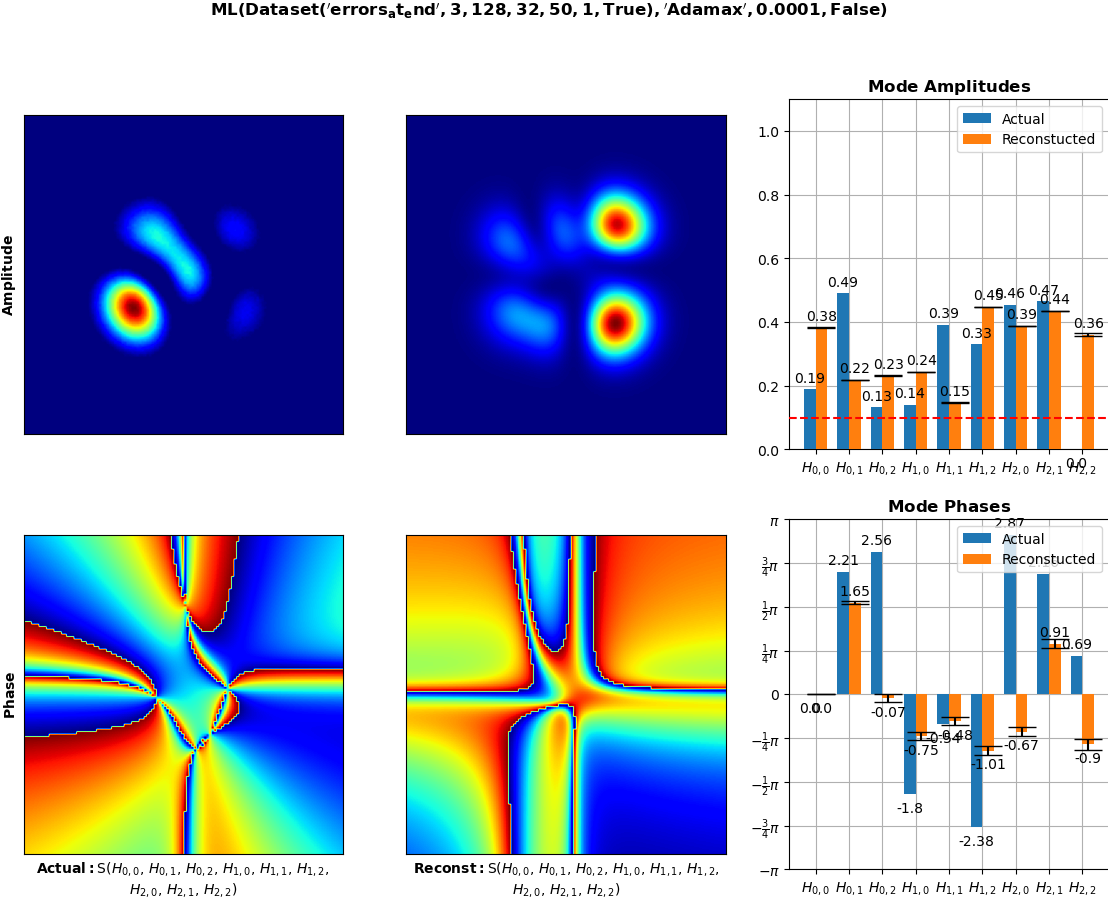 ML(Dataset('errors_at_end', 3, 128, 32, 50, 1, True), 'Adamax', 0.0001, False)
Amplitude
Mode Amplitudes
Actual
Reconstucted
1.0
0.8
0.6
0.4
0.2
0.0
0.19
0.38
0.49
0.22
0.13
0.23
0.14
0.24
0.39
0.15
0.33
0.45
0.46
0.39
0.47
0.44
0.0
0.36
H0,0 H0,1 H0,2 H1,0 H1,1 H1,2 H2,0 H2,1 H2,2
Phase
Mode Phases
Actual
Reconstucted
π
3/4π
1/2π
1/4π
0
−1/4π
−1/2π
−3/4π
−π
0.0
0.0
2.21
1.65
2.56
-0.07
-1.8
-0.75
-0.54
-0.48
-2.38
-1.01
2.87
-0.67
0.91
0.69
-0.9
H0,0 H0,1 H0,2 H1,0 H1,1 H1,2 H2,0 H2,1 H2,2
Actual: S(H0,0, H0,1, H0,2, H1,0, H1,1, H1,2,
H2,0, H2,1, H2,2)
Reconst: S(H0,0, H0,1, H0,2, H1,0, H1,1, H1,2,
H2,0, H2,1, H2,2)